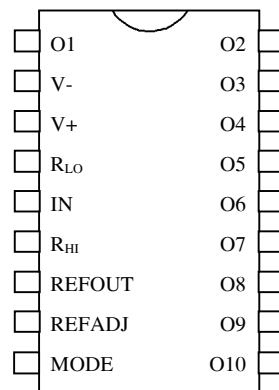 O1 O2
V- O3
V+ O4
RLO O5
IN O6
RHI O7
REFOUT O8
REFADJ O9
MODE O10